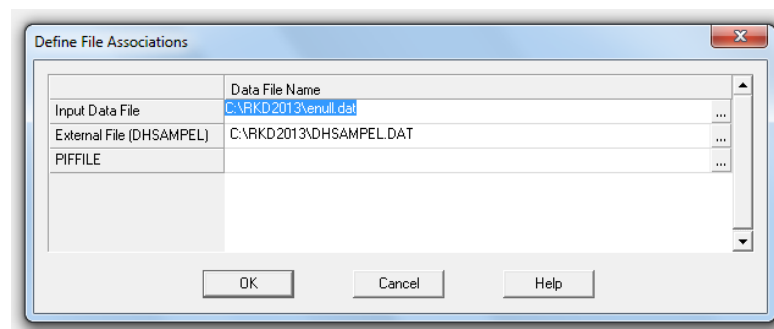 Define File Associations
Data File Name
Input Data File C:\RKD2013\enull.dat ...
External File (DHSAMPEL) C:\RKD2013\DHSAMPEL.DAT ...
PIFFILE ...
OK Cancel Help